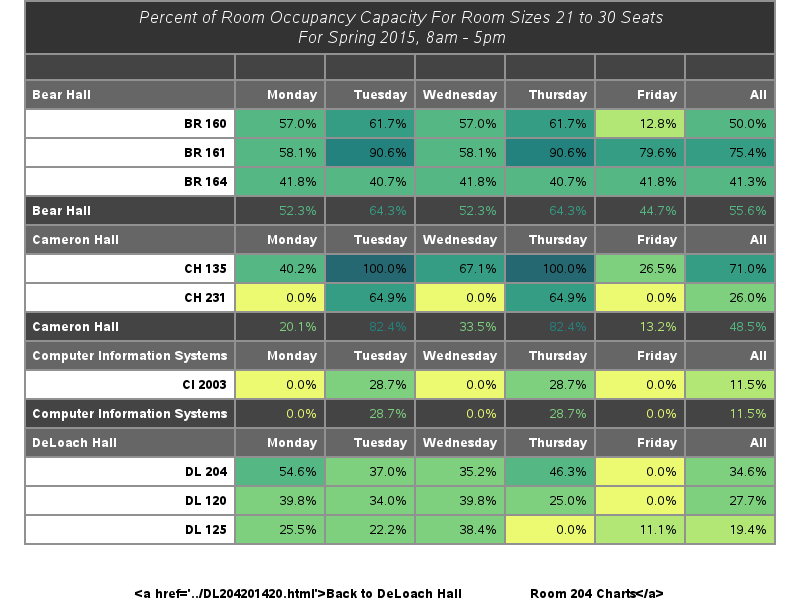 Percent of Room Occupancy Capacity For Room Sizes 21 to 30 Seats
For Spring 2015, 8am - 5pm
Bear Hall Monday Tuesday Wednesday Thursday Friday All
BR 160 57.0% 61.7% 57.0% 61.7% 12.8% 50.0%
BR 161 58.1% 90.6% 58.1% 90.6% 79.6% 75.4%
BR 164 41.8% 40.7% 41.8% 40.7% 41.8% 41.3%
Bear Hall 52.3% 64.3% 52.3% 64.3% 44.7% 55.6%
Cameron Hall Monday Tuesday Wednesday Thursday Friday All
CH 135 40.2% 100.0% 67.1% 100.0% 26.5% 71.0%
CH 231 0.0% 64.9% 0.0% 64.9% 0.0% 26.0%
Cameron Hall 20.1% 82.4% 33.5% 82.4% 13.2% 48.5%
Computer Information Systems Monday Tuesday Wednesday Thursday Friday All
CI 2003 0.0% 28.7% 0.0% 28.7% 0.0% 11.5%
Computer Information Systems 0.0% 28.7% 0.0% 28.7% 0.0% 11.5%
DeLoach Hall Monday Tuesday Wednesday Thursday Friday All
DL 204 54.6% 37.0% 35.2% 46.3% 0.0% 34.6%
DL 120 39.8% 34.0% 39.8% 25.0% 0.0% 27.7%
DL 125 25.5% 22.2% 38.4% 0.0% 11.1% 19.4%
<a href='../DL204201420.html'>Back to DeLoach Hall Room 204 Charts</a>